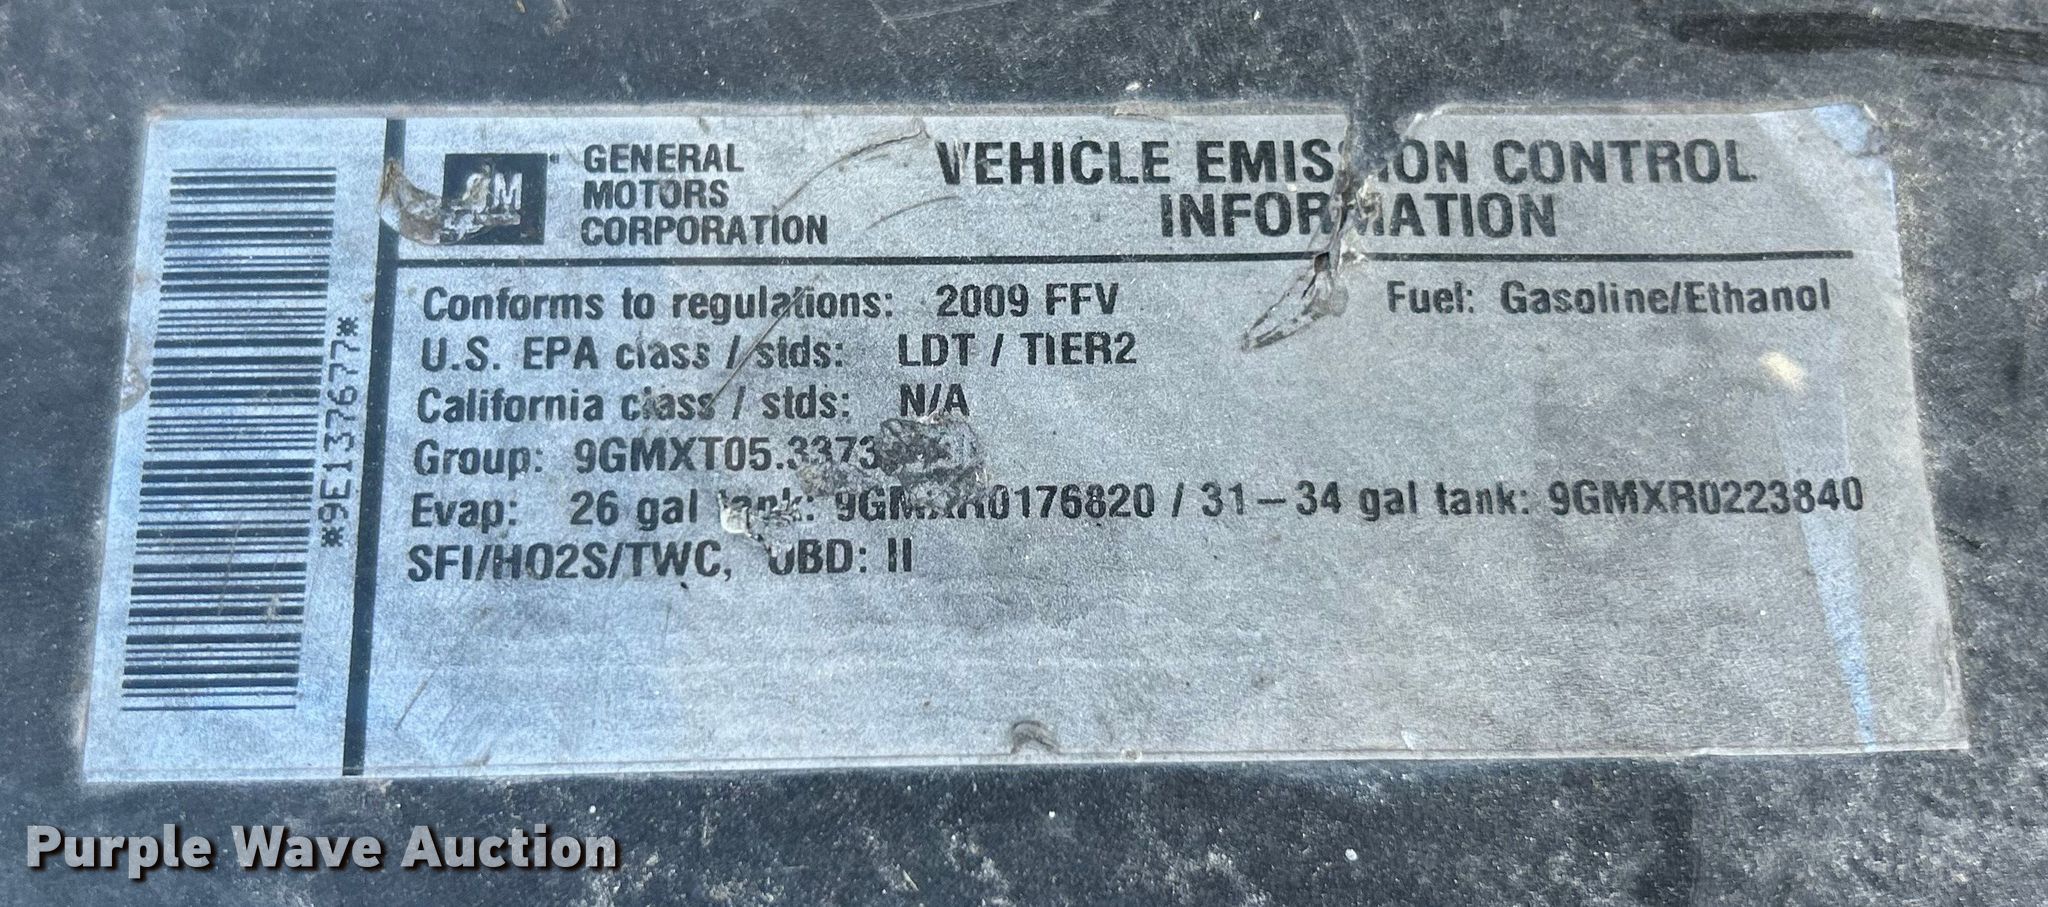 GM
GENERAL
MOTORS
CORPORATION
VEHICLE EMISSION CONTROL
INFORMATION
*9E137677*
Conforms to regulations: 2009 FFV
Fuel: Gasoline/Ethanol
U.S. EPA class / stds: LDT / TIER2
California class / stds: N/A
Group: 9GMXT05.3373
Evap: 26 gal tank: 9GMXR0176820 / 31-34 gal tank: 9GMXR0223840
SFI/HO2S/TWC, OBD: II
Purple Wave Auction